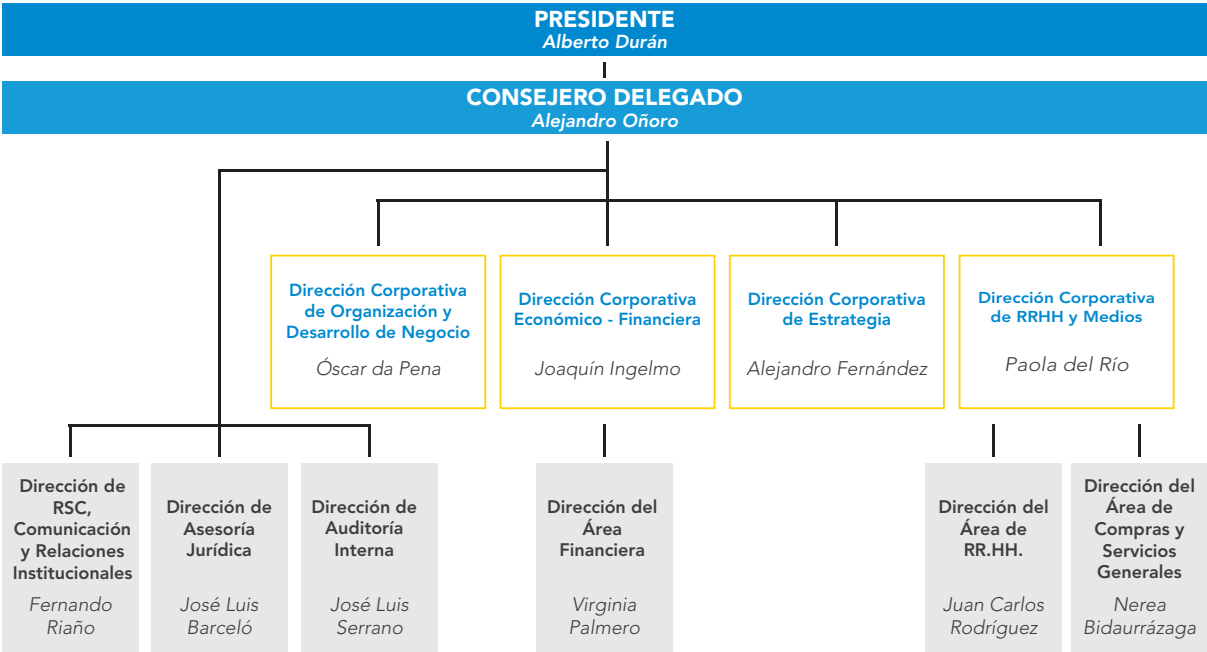 PRESIDENTE
Alberto Durán
CONSEJERO DELEGADO
Alejandro Oñoro
Dirección Corporativa
de Organización y
Desarrollo de Negocio
Óscar da Pena
Dirección Corporativa
Económico - Financiera
Joaquín Ingelmo
Dirección Corporativa
de Estrategia
Alejandro Fernández
Dirección Corporativa
de RRHH y Medios
Paola del Río
Dirección de
RSC,
Comunicación
y Relaciones
Institucionales
Fernando
Riaño
Dirección de
Asesoría
Jurídica
José Luis
Barceló
Dirección de
Auditoría
Interna
José Luis
Serrano
Dirección del
Área
Financiera
Virginia
Palmero
Dirección del
Área de
RR.HH.
Juan Carlos
Rodríguez
Dirección del
Área de
Compras y
Servicios
Generales
Nerea
Bidaurrázaga